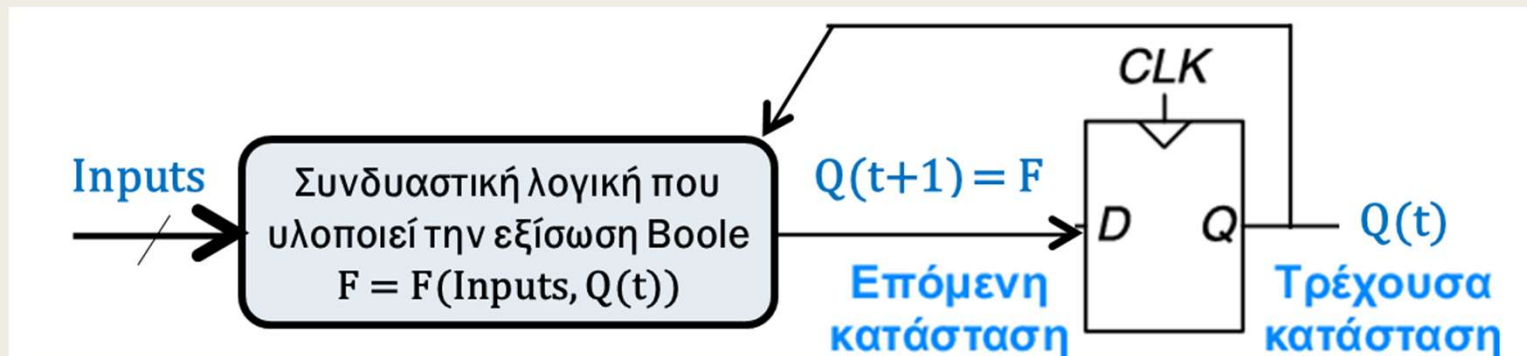 CLK
Inputs
Συνδυαστική λογική που
υλοποιεί την εξίσωση Boole
F = F(Inputs, Q(t))
Q(t+1) = F
D
Q
Q(t)
Επόμενη
κατάσταση
Τρέχουσα
κατάσταση